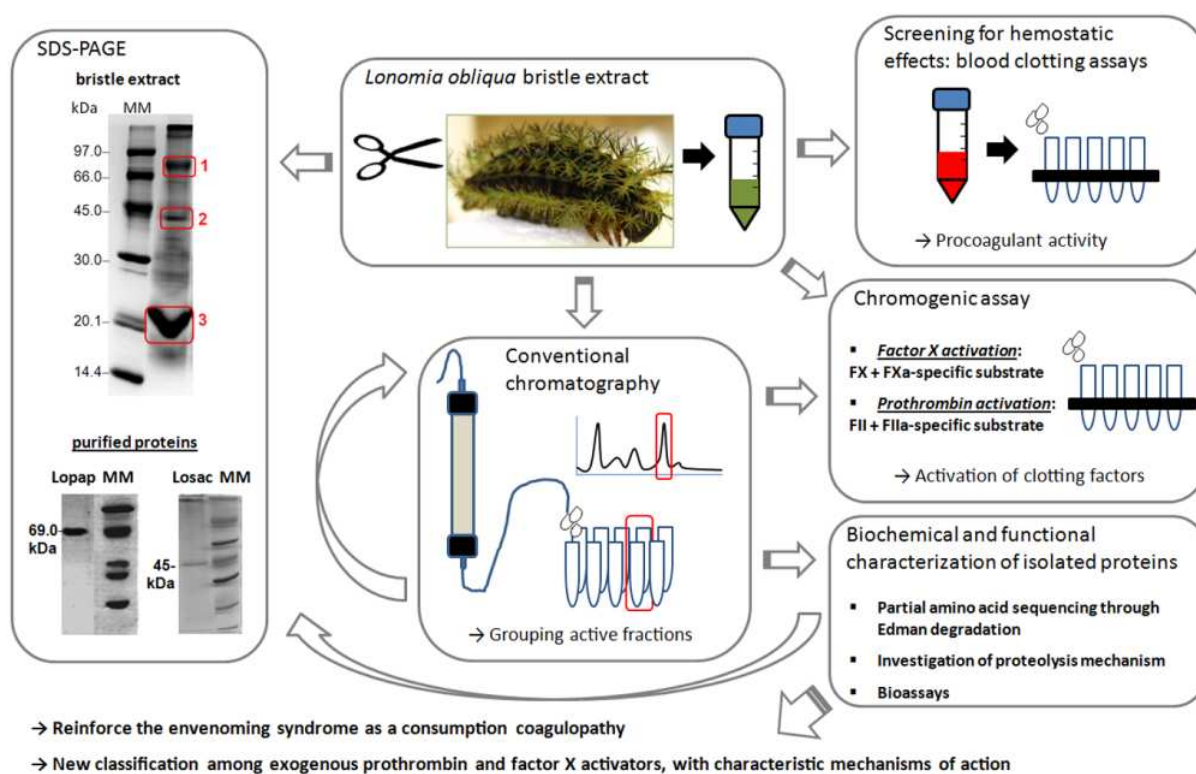 SDS-PAGE
bristle extract
kDa MM
97.0
66.0
45.0
30.0
20.1
14.4
1
2
3
purified proteins
Lopap MM Losac MM
69.0
kDa
45-
kDa
Lonomia obliqua bristle extract
Screening for hemostatic
effects: blood clotting assays
→ Procoagulant activity
Conventional
chromatography
→ Grouping active fractions
Chromogenic assay
▪ Factor X activation:
FX + FXa-specific substrate
▪ Prothrombin activation:
FII + FIIa-specific substrate
→ Activation of clotting factors
Biochemical and functional
characterization of isolated proteins
▪ Partial amino acid sequencing through
Edman degradation
▪ Investigation of proteolysis mechanism
▪ Bioassays
→ Reinforce the envenoming syndrome as a consumption coagulopathy
→ New classification among exogenous prothrombin and factor X activators, with characteristic mechanisms of action